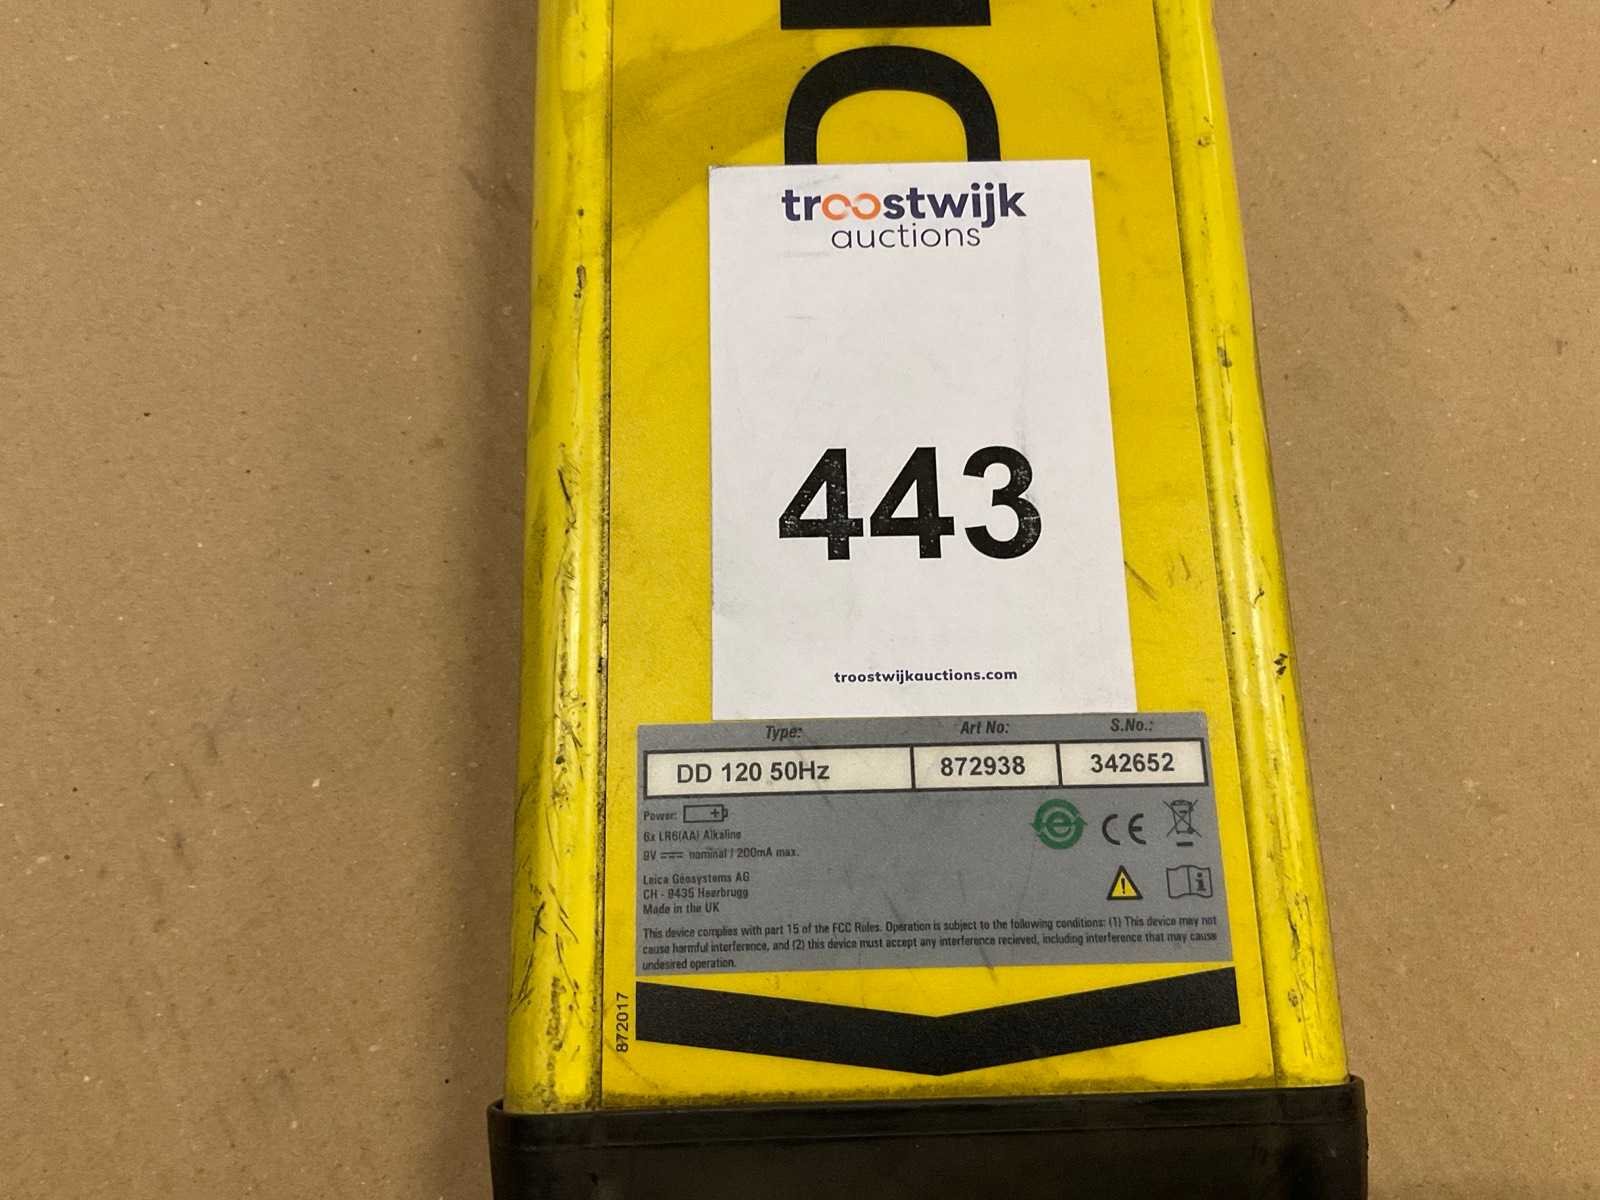 troostwijk
auctions
443
troostwijkauctions.com
Type: Art No: S.No.:
DD 120 50Hz 872938 342652
Power: +
6x LR6(AA) Alkaline
9V nominal / 200mA max.
Leica Geosystems AG
CH - 9435 Heerbrugg
Made in the UK
CE
This device complies with part 15 of the FCC Rules. Operation is subject to the following conditions: (1) This device may not
cause harmful interference, and (2) this device must accept any interference recieved, including interference that may cause
undesired operation.
872017